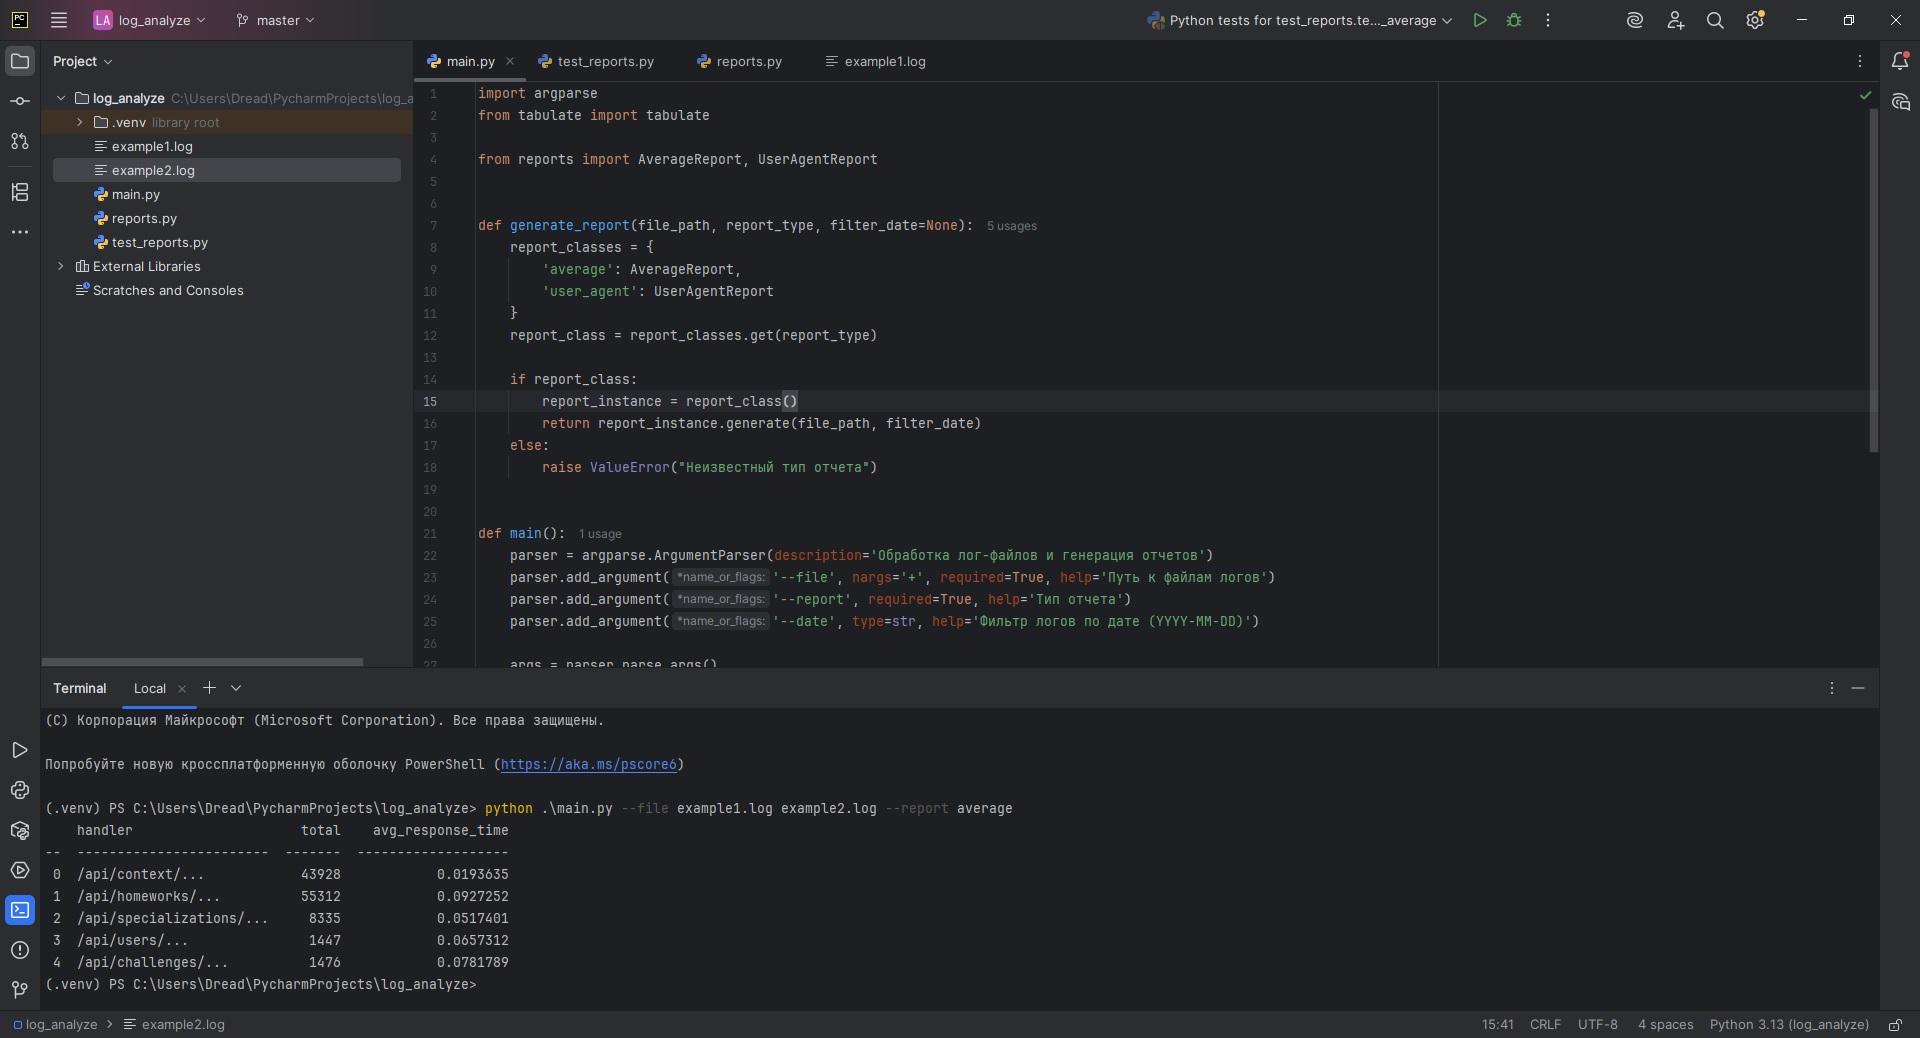 PC
LA log_analyze
master
Python tests for test_reports.te..._average
Project
main.py
test_reports.py
reports.py
example1.log
log_analyze C:\Users\Dread\PycharmProjects\log_a
.venv library root
example1.log
example2.log
main.py
reports.py
test_reports.py
External Libraries
Scratches and Consoles
1 import argparse
2 from tabulate import tabulate
3
4 from reports import AverageReport, UserAgentReport
5
6
7 def generate_report(file_path, report_type, filter_date=None): 5 usages
8 report_classes = {
9 'average': AverageReport,
10 'user_agent': UserAgentReport
11 }
12 report_class = report_classes.get(report_type)
13
14 if report_class:
15 report_instance = report_class()
16 return report_instance.generate(file_path, filter_date)
17 else:
18 raise ValueError("Неизвестный тип отчета")
19
20
21 def main(): 1 usage
22 parser = argparse.ArgumentParser(description='Обработка лог-файлов и генерация отчетов')
23 parser.add_argument( *name_or_flags: '--file', nargs='+', required=True, help='Путь к файлам логов')
24 parser.add_argument( *name_or_flags: '--report', required=True, help='Тип отчета')
25 parser.add_argument( *name_or_flags: '--date', type=str, help='Фильтр логов по дате (YYYY-MM-DD)')
26
27 args = parser.parse_args()
Terminal Local
(C) Корпорация Майкрософт (Microsoft Corporation). Все права защищены.
Попробуйте новую кроссплатформенную оболочку PowerShell (https://aka.ms/pscore6)
(.venv) PS C:\Users\Dread\PycharmProjects\log_analyze> python .\main.py --file example1.log example2.log --report average
handler total avg_response_time
-- ------------------------ ------- -------------------
0 /api/context/... 43928 0.0193635
1 /api/homeworks/... 55312 0.0927252
2 /api/specializations/... 8335 0.0517401
3 /api/users/... 1447 0.0657312
4 /api/challenges/... 1476 0.0781789
(.venv) PS C:\Users\Dread\PycharmProjects\log_analyze>
log_analyze > example2.log
15:41 CRLF UTF-8 4 spaces Python 3.13 (log_analyze)